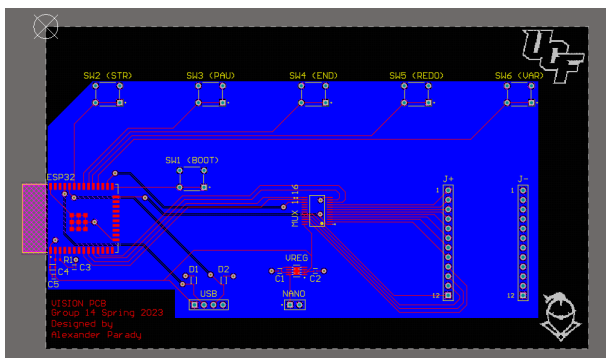 UCF
SW2 (STR) SW3 (PAU) SW4 (END) SW5 (REDO) SW6 (VAR)
SW1 (BOOT)
ESP32
J+ J-
1 1
MUX 1:16
R1
C4 C3
C5
D1 D2
VREG
C1 C2
USB NANO
12 12
VISION PCB
Group 14 Spring 2023
Designed by
Alexander Parady